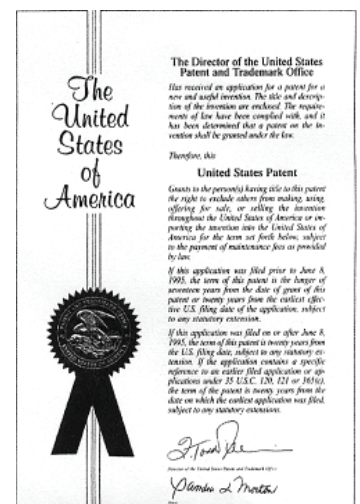 The
United
States
of
America
The Director of the United States
Patent and Trademark Office
Has received an application for a patent for a
new and useful invention. The title and descrip-
tion of the invention are enclosed. The require-
ments of law have been complied with, and it
has been determined that a patent on the in-
vention shall be granted under the law.
Therefore, this
United States Patent
Grants to the person(s) having title to this patent
the right to exclude others from making, using,
offering for sale, or selling the invention
throughout the United States of America or im-
porting the invention into the United States of
America for the term set forth below, subject
to the payment of maintenance fees as provided
by law.
If this application was filed prior to June 8,
1995, the term of this patent is the longer of
seventeen years from the date of grant of this
patent or twenty years from the earliest effec-
tive U.S. filing date of the application, subject
to any statutory extension.
If this application was filed on or after June 8,
1995, the term of this patent is twenty years from
the U.S. filing date, subject to any statutory ex-
tension. If the application contains a specific
reference to an earlier filed application or ap-
plications under 35 U.S.C. 120, 121 or 365(c),
the term of the patent is twenty years from the
date on which the earliest application was filed,
subject to any statutory extensions.
Director of the United States Patent and Trademark Office